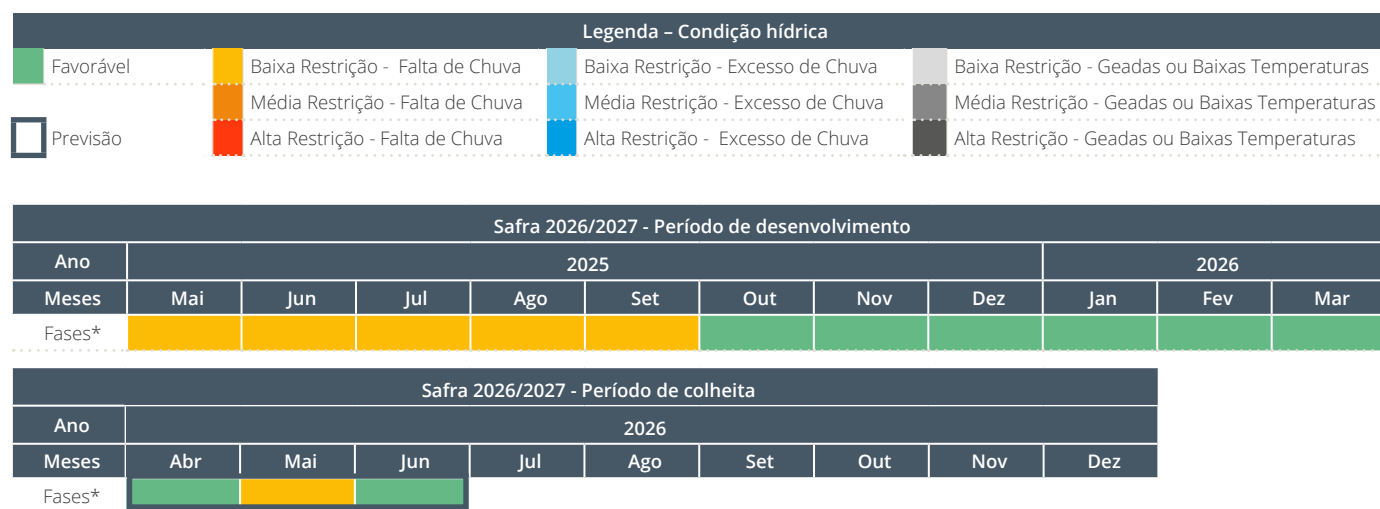 Legenda – Condição hídrica
Favorável Baixa Restrição - Falta de Chuva Baixa Restrição - Excesso de Chuva Baixa Restrição - Geadas ou Baixas Temperaturas
Média Restrição - Falta de Chuva Média Restrição - Excesso de Chuva Média Restrição - Geadas ou Baixas Temperaturas
Previsão Alta Restrição - Falta de Chuva Alta Restrição - Excesso de Chuva Alta Restrição - Geadas ou Baixas Temperaturas
Safra 2026/2027 - Período de desenvolvimento
Ano 2025 2026
Meses Mai Jun Jul Ago Set Out Nov Dez Jan Fev Mar
Fases*
Safra 2026/2027 - Período de colheita
Ano 2026
Meses Abr Mai Jun Jul Ago Set Out Nov Dez
Fases*